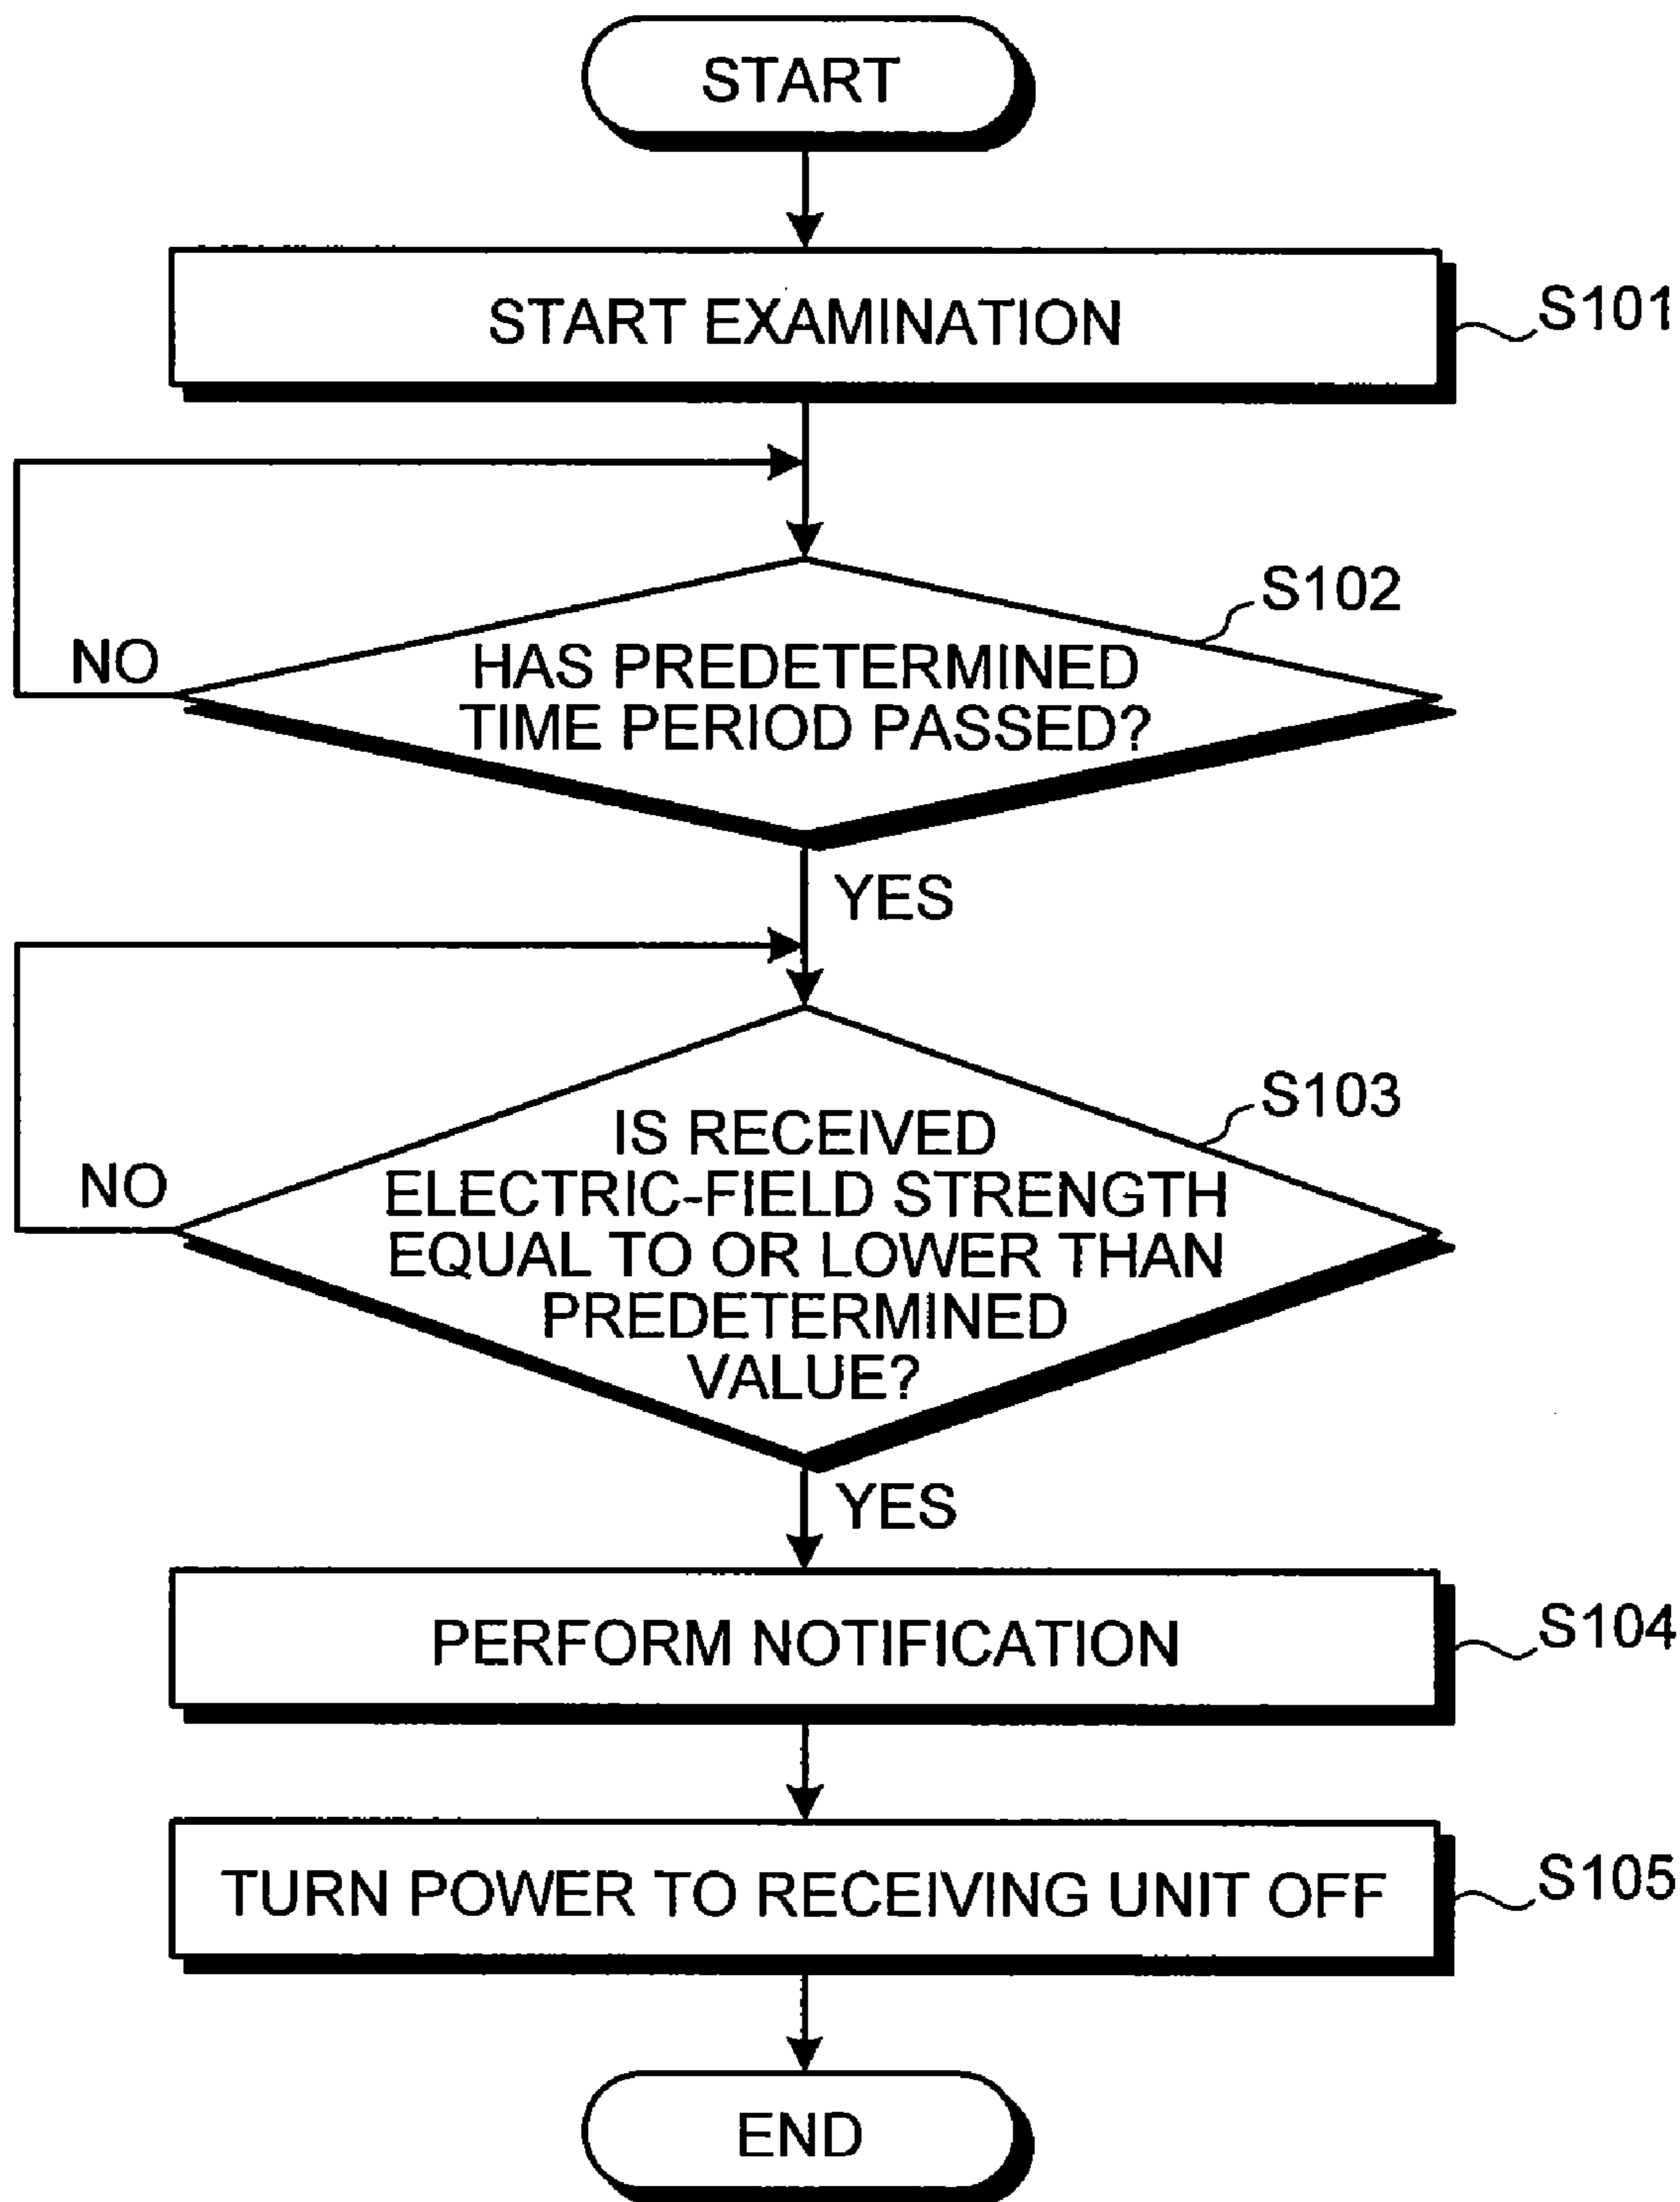 START
START EXAMINATION
S101
S102
HAS PREDETERMINED
TIME PERIOD PASSED?
NO
YES
S103
IS RECEIVED
ELECTRIC-FIELD STRENGTH
EQUAL TO OR LOWER THAN
PREDETERMINED
VALUE?
NO
YES
PERFORM NOTIFICATION
S104
TURN POWER TO RECEIVING UNIT OFF
S105
END